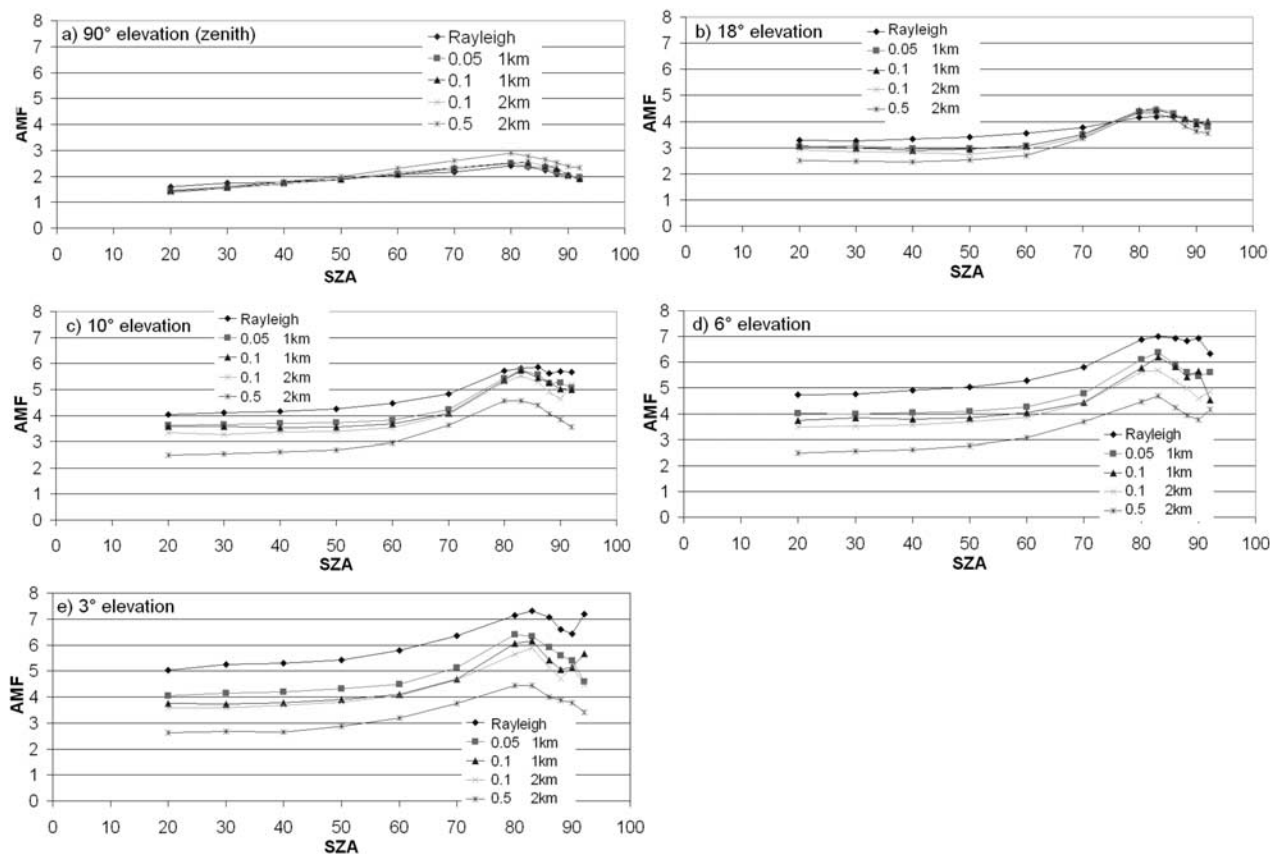 a) 90° elevation (zenith)
Rayleigh
0.05 1km
0.1 1km
0.1 2km
0.5 2km
AMF
8
7
6
5
4
3
2
1
0
0 10 20 30 40 50 60 70 80 90 100
SZA
b) 18° elevation
Rayleigh
0.05 1km
0.1 1km
0.1 2km
0.5 2km
AMF
8
7
6
5
4
3
2
1
0
0 10 20 30 40 50 60 70 80 90 100
SZA
c) 10° elevation
Rayleigh
0.05 1km
0.1 1km
0.1 2km
0.5 2km
AMF
8
7
6
5
4
3
2
1
0
0 10 20 30 40 50 60 70 80 90 100
SZA
d) 6° elevation
Rayleigh
0.05 1km
0.1 1km
0.1 2km
0.5 2km
AMF
8
7
6
5
4
3
2
1
0
0 10 20 30 40 50 60 70 80 90 100
SZA
e) 3° elevation
Rayleigh
0.05 1km
0.1 1km
0.1 2km
0.5 2km
AMF
8
7
6
5
4
3
2
1
0
0 10 20 30 40 50 60 70 80 90 100
SZA